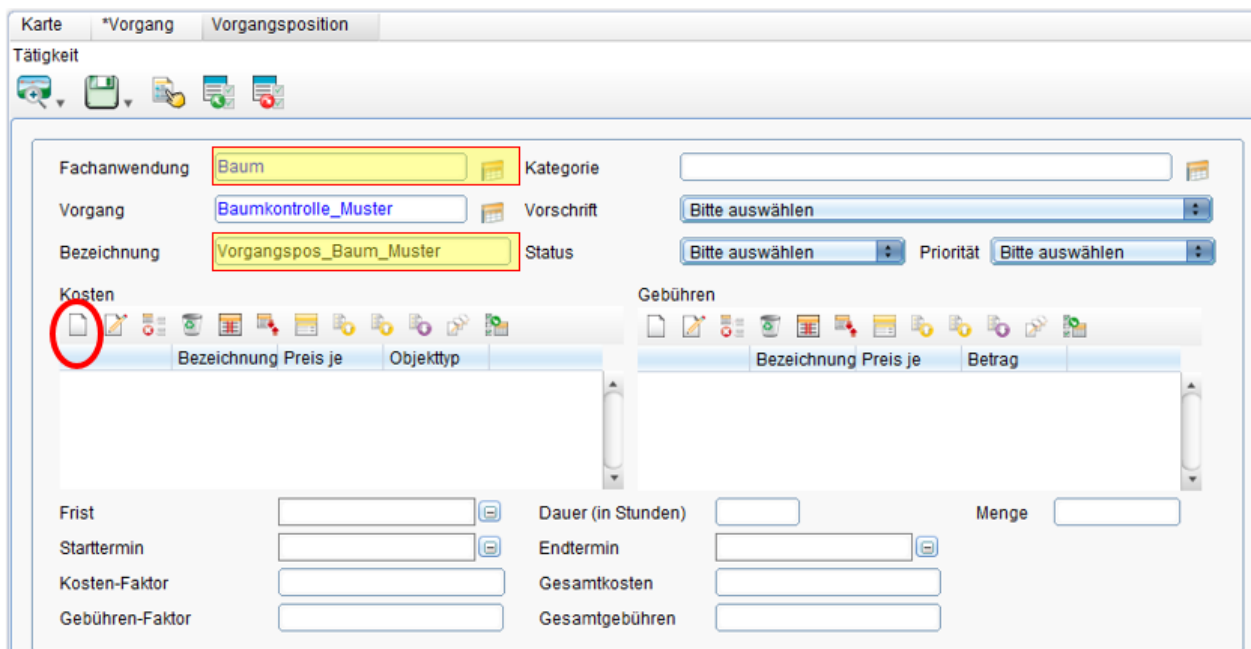 Karte *Vorgang Vorgangsposition
Tätigkeit
Fachanwendung Baum Kategorie
Vorgang Baumkontrolle_Muster Vorschrift Bitte auswählen
Bezeichnung Vorgangspos_Baum_Muster Status Bitte auswählen Priorität Bitte auswählen
Kosten Gebühren
Bezeichnung Preis je Objekttyp Bezeichnung Preis je Betrag
Frist Dauer (in Stunden) Menge
Starttermin Endtermin
Kosten-Faktor Gesamtkosten
Gebühren-Faktor Gesamtgebühren